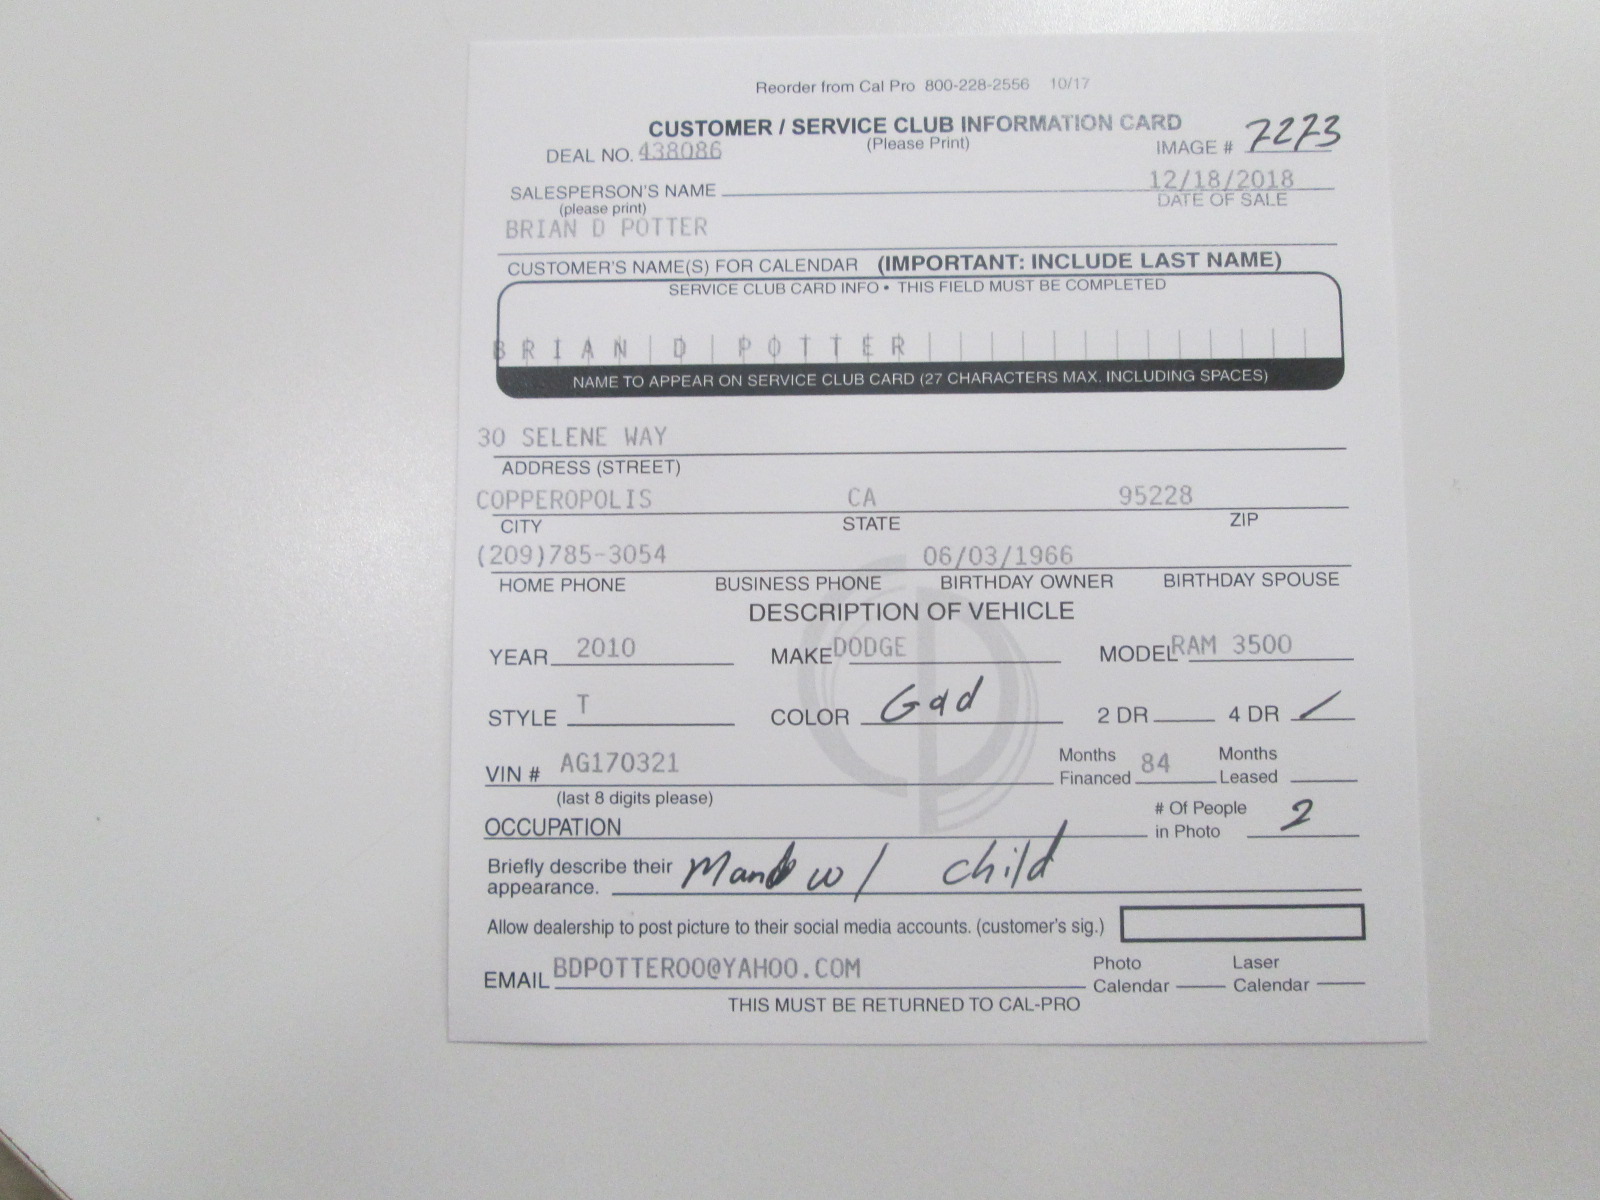 Reorder from Cal Pro 800-228-2556 10/17
CUSTOMER / SERVICE CLUB INFORMATION CARD
(Please Print)
DEAL NO. 438086 IMAGE # 7273
SALESPERSON'S NAME 12/18/2018
(please print) DATE OF SALE
BRIAN D POTTER
CUSTOMER'S NAME(S) FOR CALENDAR (IMPORTANT: INCLUDE LAST NAME)
SERVICE CLUB CARD INFO • THIS FIELD MUST BE COMPLETED
BRIAN D POTTER
NAME TO APPEAR ON SERVICE CLUB CARD (27 CHARACTERS MAX. INCLUDING SPACES)
30 SELENE WAY
ADDRESS (STREET)
COPPEROPOLIS CA 95228
CITY STATE ZIP
(209)785-3054 06/03/1966
HOME PHONE BUSINESS PHONE BIRTHDAY OWNER BIRTHDAY SPOUSE
DESCRIPTION OF VEHICLE
YEAR 2010 MAKE DODGE MODEL RAM 3500
STYLE T COLOR 2 DR 4 DR
VIN # AG170321 Months Financed 84 Months Leased
(last 8 digits please)
OCCUPATION # Of People in Photo 2
Briefly describe their appearance. w/ child
Allow dealership to post picture to their social media accounts. (customer's sig.)
EMAIL BDPOTTER00@YAHOO.COM Photo Calendar Laser Calendar
THIS MUST BE RETURNED TO CAL-PRO